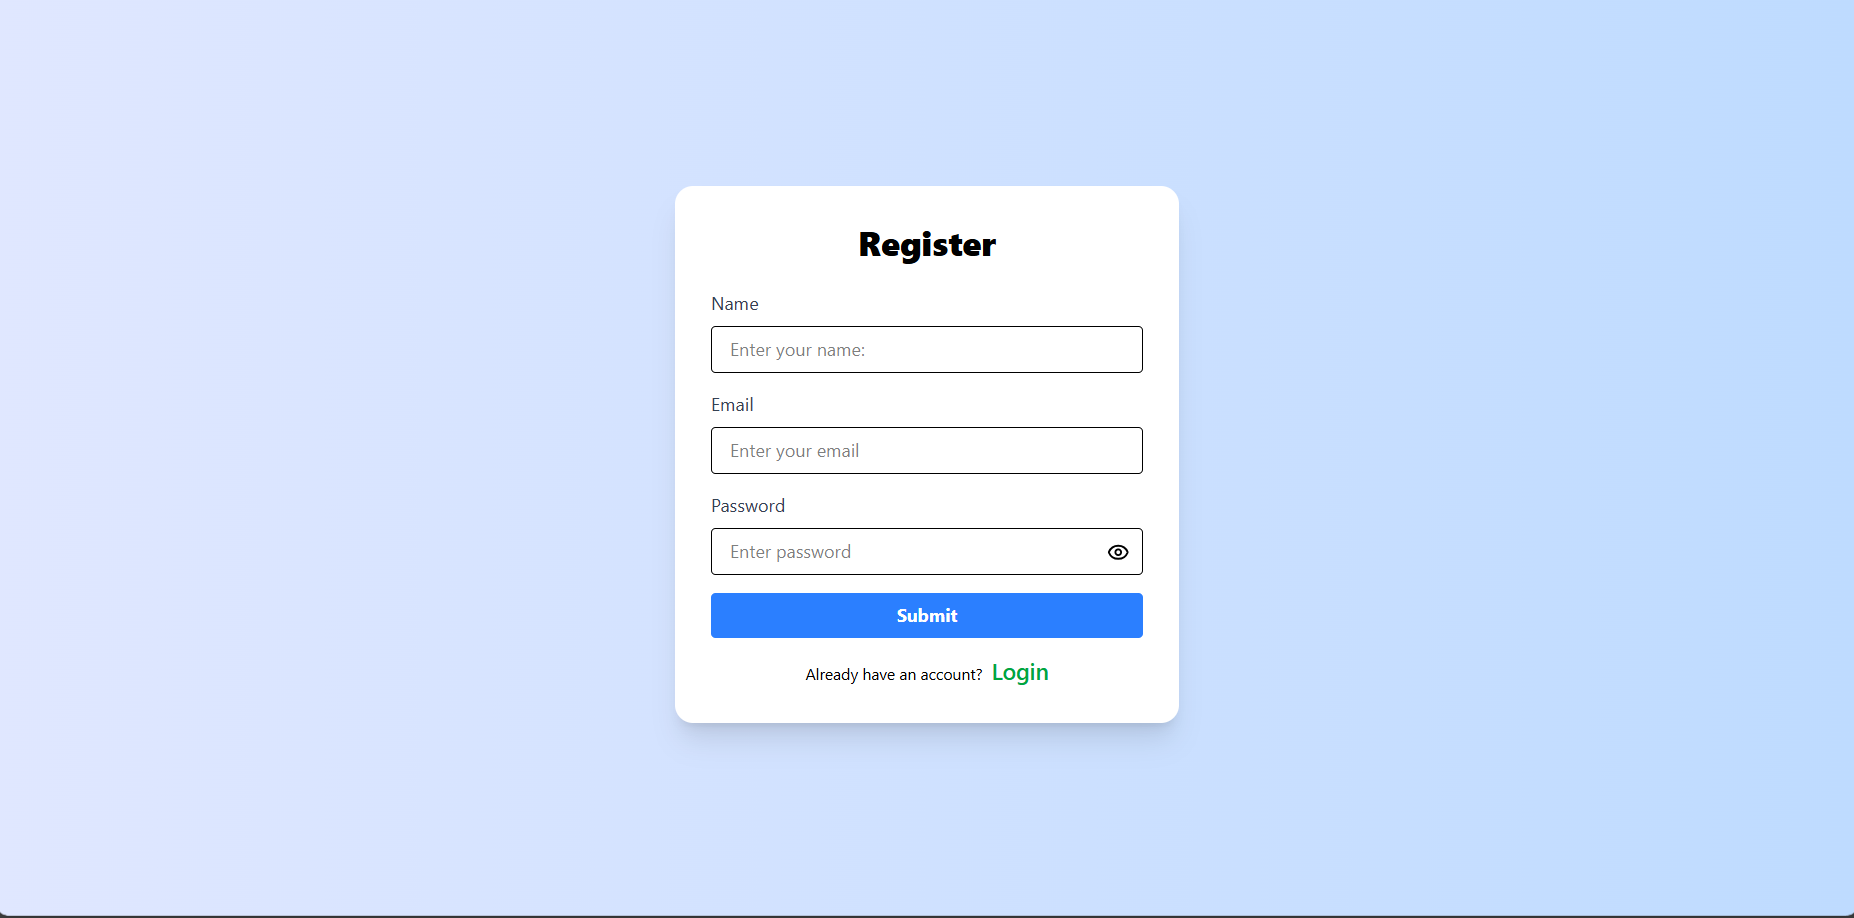 Register
Name
Enter your name:
Email
Enter your email
Password
Enter password
Submit
Already have an account? Login